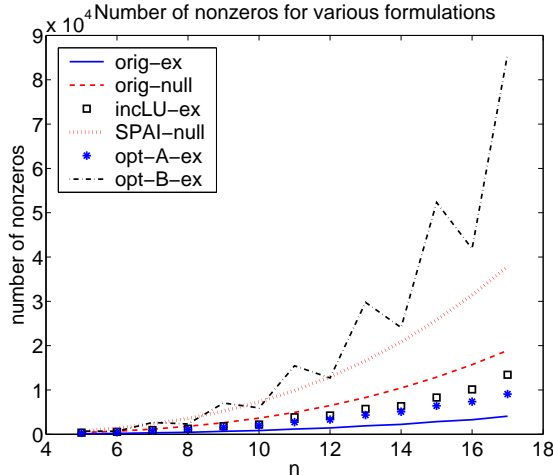 x 10^4
Number of nonzeros for various formulations
number of nonzeros
9
8
7
6
5
4
3
2
1
0
orig-ex
orig-null
incLU-ex
SPAI-null
opt-A-ex
opt-B-ex
4 6 8 10 12 14 16 18
n